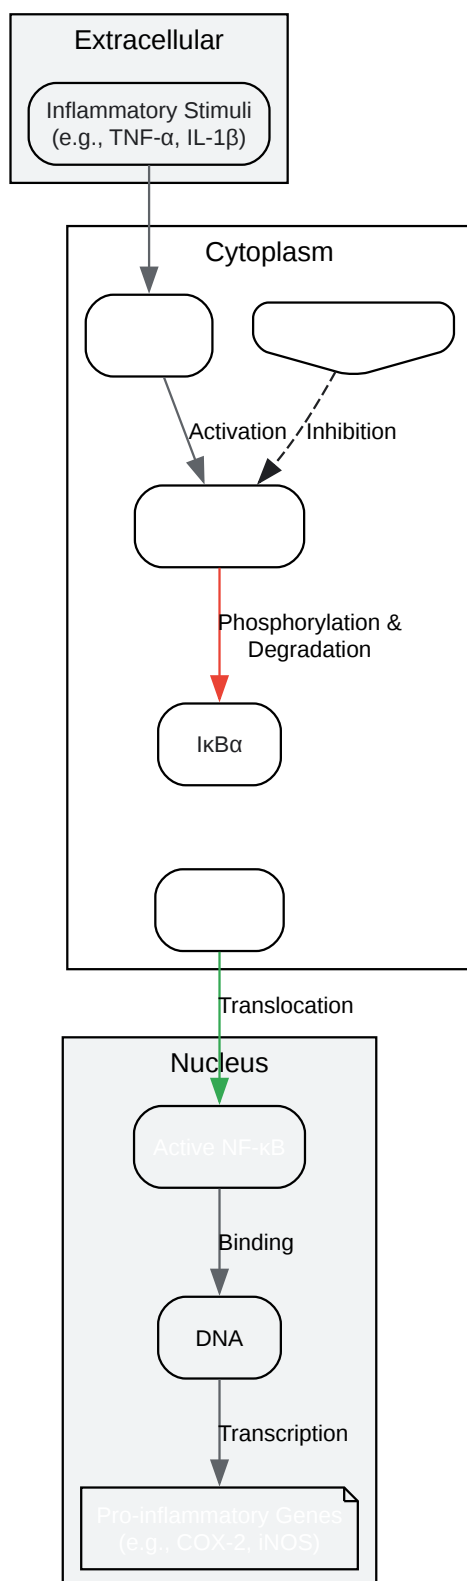 Extracellular
Inflammatory Stimuli
(e.g., TNF-α, IL-1β)
Cytoplasm
Activation
Inhibition
Phosphorylation &
Degradation
IκBα
Translocation
Nucleus
Active NF-κB
Binding
DNA
Transcription
Pro-inflammatory Genes
(e.g., COX-2, iNOS)